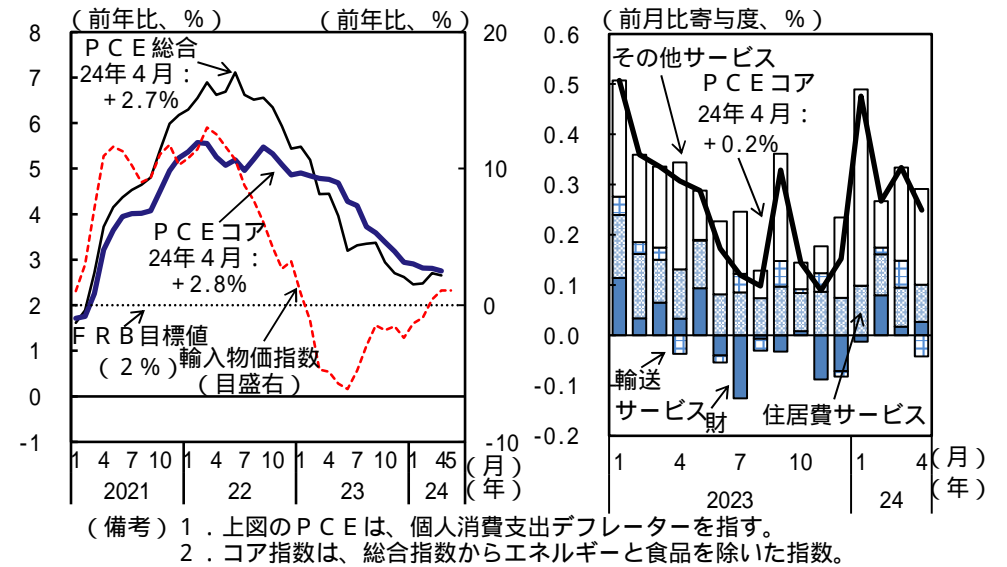 （前年比、％）
（前年比、％）
8
7
6
5
4
3
2
1
0
-1
20
10
0
-10
ＰＣＥ総合
24年４月：
+2.7%
ＰＣＥコア
24年４月：
+2.8%
ＦＲＢ目標値
（２％）
輸入物価指数
（目盛右）
1 4 7 10 1 4 7 10 1 4 7 10 1 45
（月）
2021 22 23 24
（年）
（前月比寄与度、％）
0.6
0.5
0.4
0.3
0.2
0.1
0.0
-0.1
-0.2
その他サービス
ＰＣＥコア
24年４月：
+0.2%
輸送
サービス
財
住居費サービス
1 4 7 10 1 4
（月）
2023 24
（年）
（備考）１．上図のＰＣＥは、個人消費支出デフレーターを指す。
２．コア指数は、総合指数からエネルギーと食品を除いた指数。